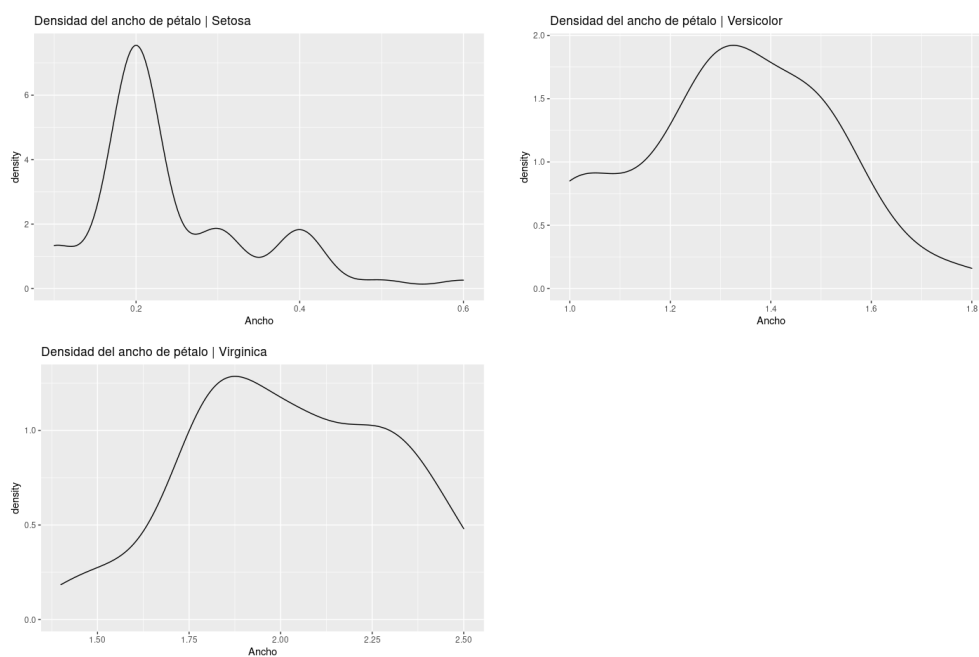 Densidad del ancho de pétalo | Setosa
density
6
4
2
0
0.2
0.4
0.6
Ancho
Densidad del ancho de pétalo | Versicolor
density
2.0
1.5
1.0
0.5
0.0
1.0
1.2
1.4
1.6
1.8
Ancho
Densidad del ancho de pétalo | Virginica
density
1.0
0.5
0.0
1.50
1.75
2.00
2.25
2.50
Ancho